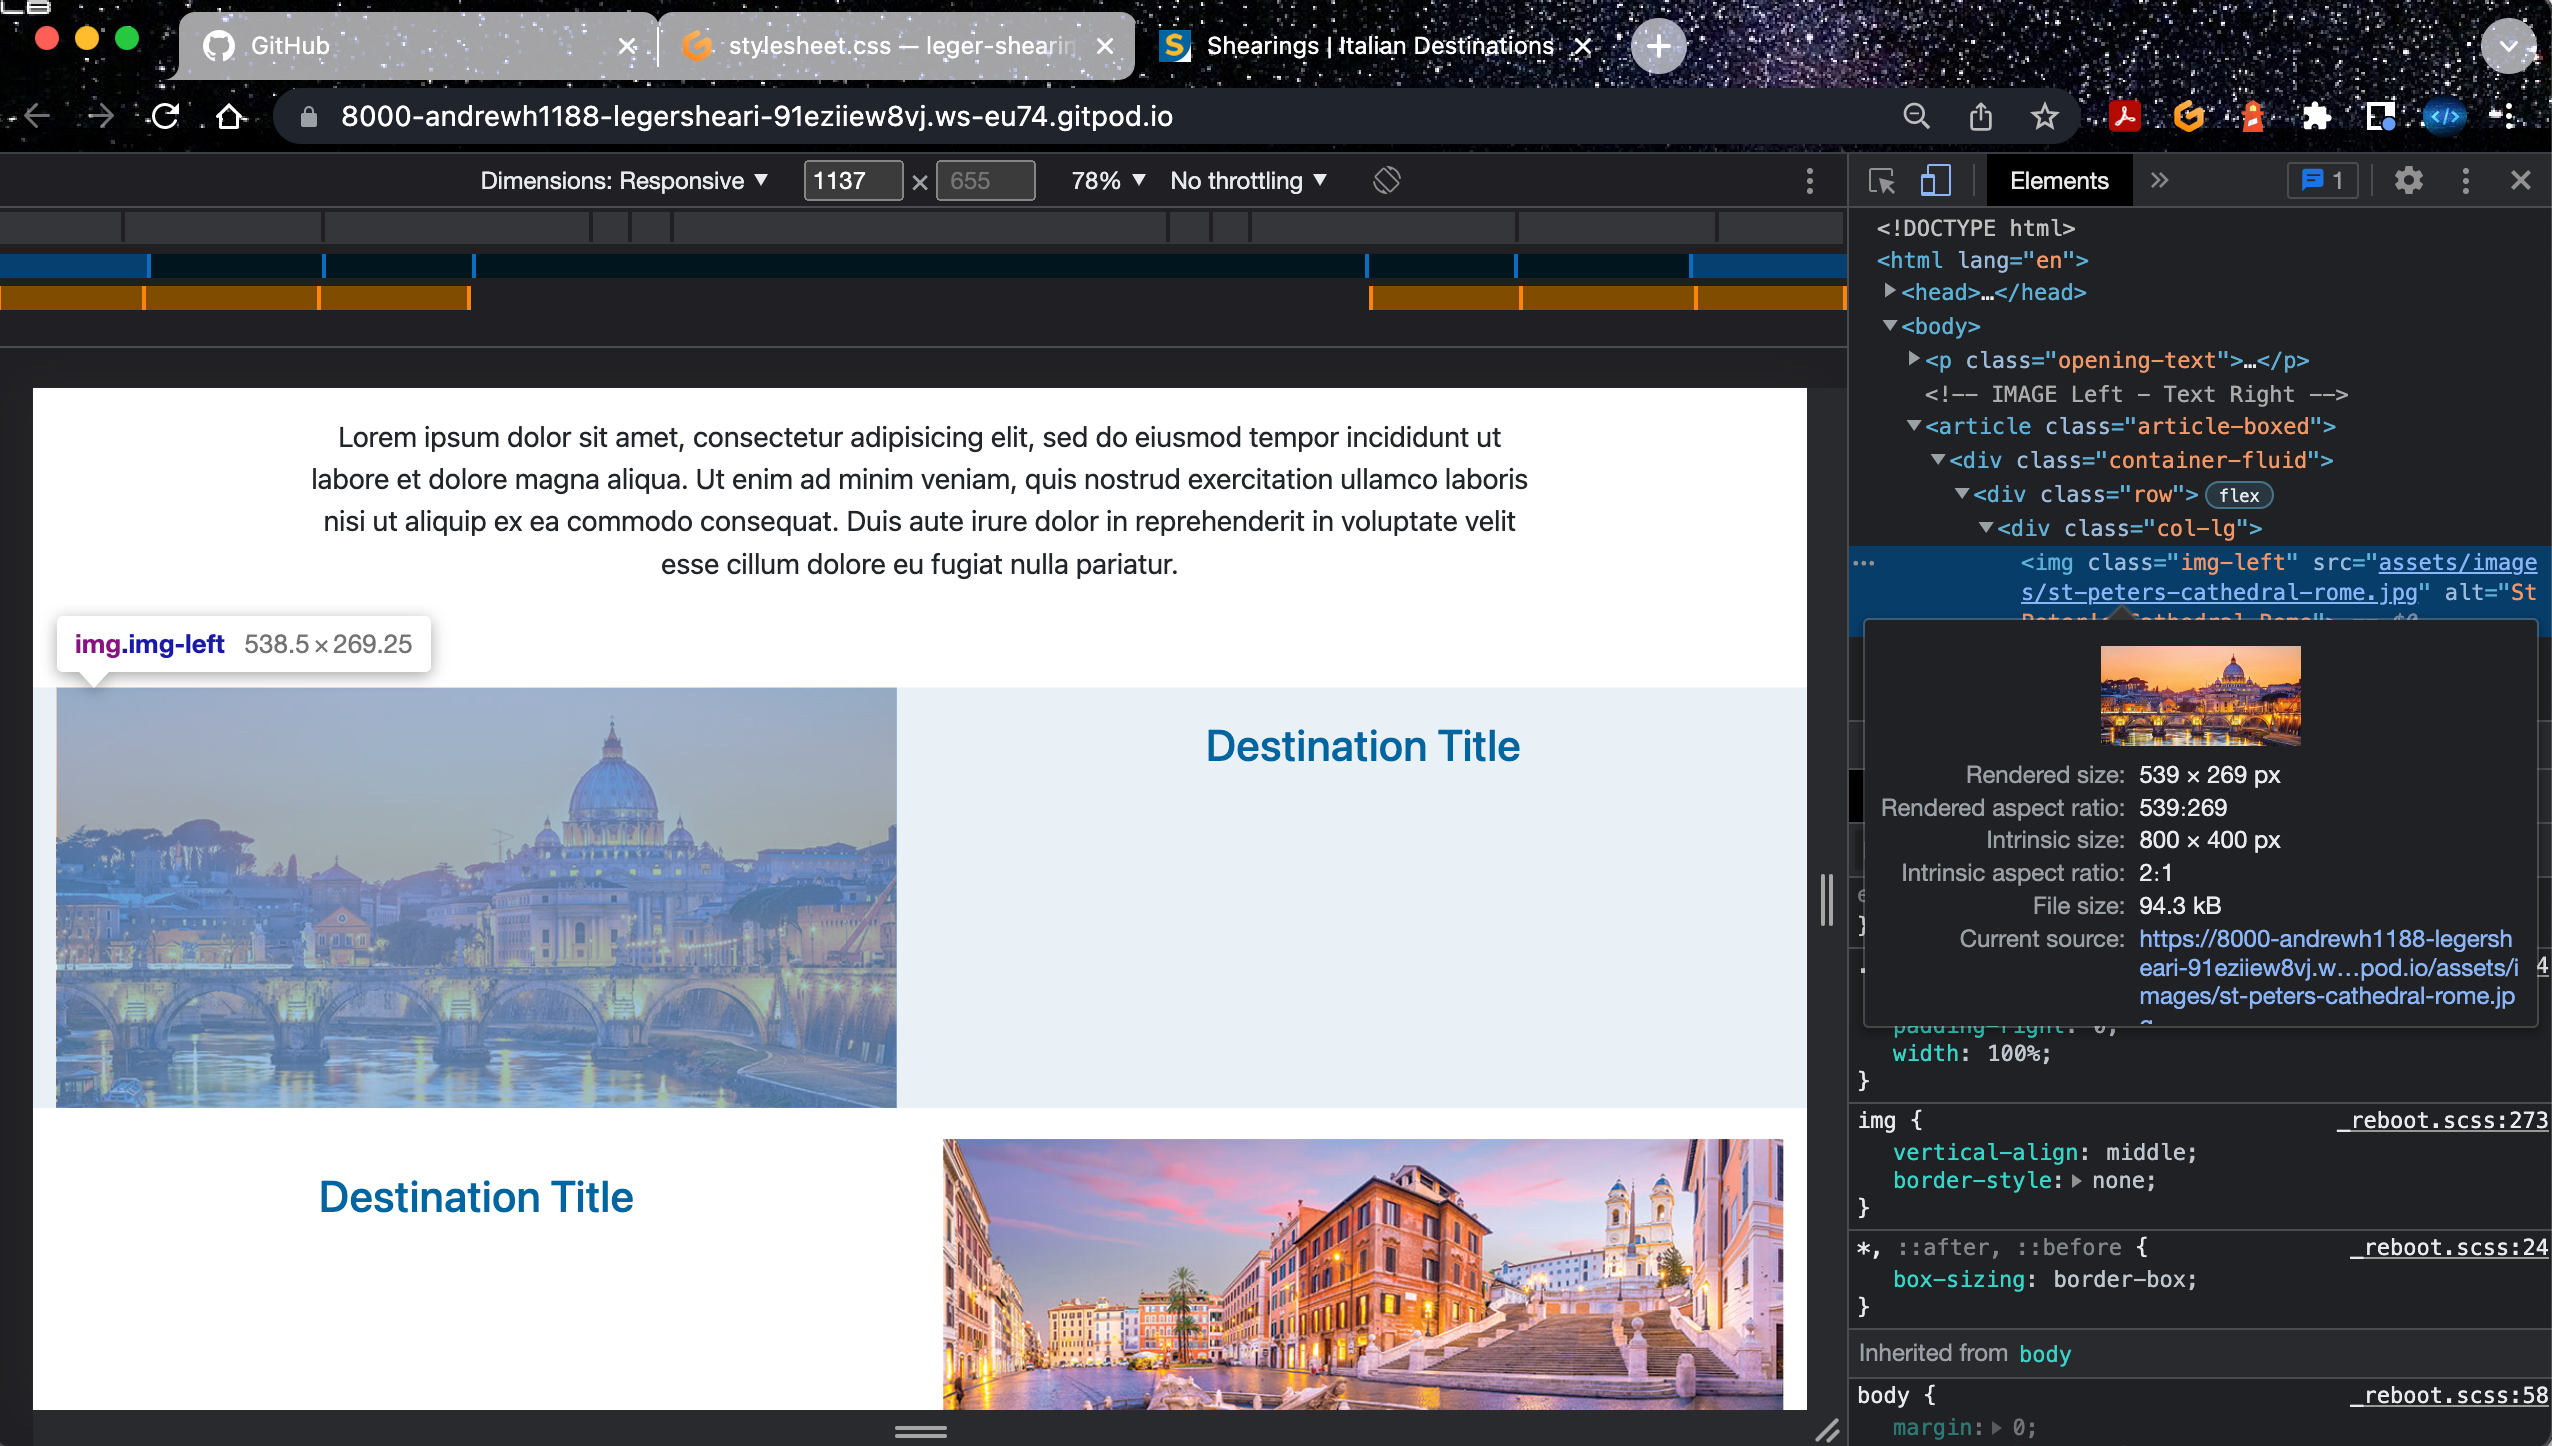 GitHub
stylesheet.css — leger-shearin
Shearings | Italian Destinations
8000-andrewh1188-legersheari-91eziiew8vj.ws-eu74.gitpod.io
Dimensions: Responsive ▼ 1137 × 655 78% ▼ No throttling ▼
Elements » 1
<!DOCTYPE html>
<html lang="en">
<head>…</head>
<body>
<p class="opening-text">…</p>
<!-- IMAGE Left - Text Right -->
<article class="article-boxed">
<div class="container-fluid">
<div class="row"> flex
<div class="col-lg">
<img class="img-left" src="assets/image
s/st-peters-cathedral-rome.jpg" alt="St
Lorem ipsum dolor sit amet, consectetur adipisicing elit, sed do eiusmod tempor incididunt ut
labore et dolore magna aliqua. Ut enim ad minim veniam, quis nostrud exercitation ullamco laboris
nisi ut aliquip ex ea commodo consequat. Duis aute irure dolor in reprehenderit in voluptate velit
esse cillum dolore eu fugiat nulla pariatur.
img.img-left 538.5 × 269.25
Destination Title
Destination Title
Rendered size: 539 × 269 px
Rendered aspect ratio: 539:269
Intrinsic size: 800 × 400 px
Intrinsic aspect ratio: 2:1
File size: 94.3 kB
Current source: https://8000-andrewh1188-legersh
eari-91eziiew8vj.w…pod.io/assets/i
mages/st-peters-cathedral-rome.jp
padding-right: 0;
width: 100%;
}
img { _reboot.scss:273
vertical-align: middle;
border-style: none;
}
*, ::after, ::before { _reboot.scss:24
box-sizing: border-box;
}
Inherited from body
body { _reboot.scss:58
margin: 0;